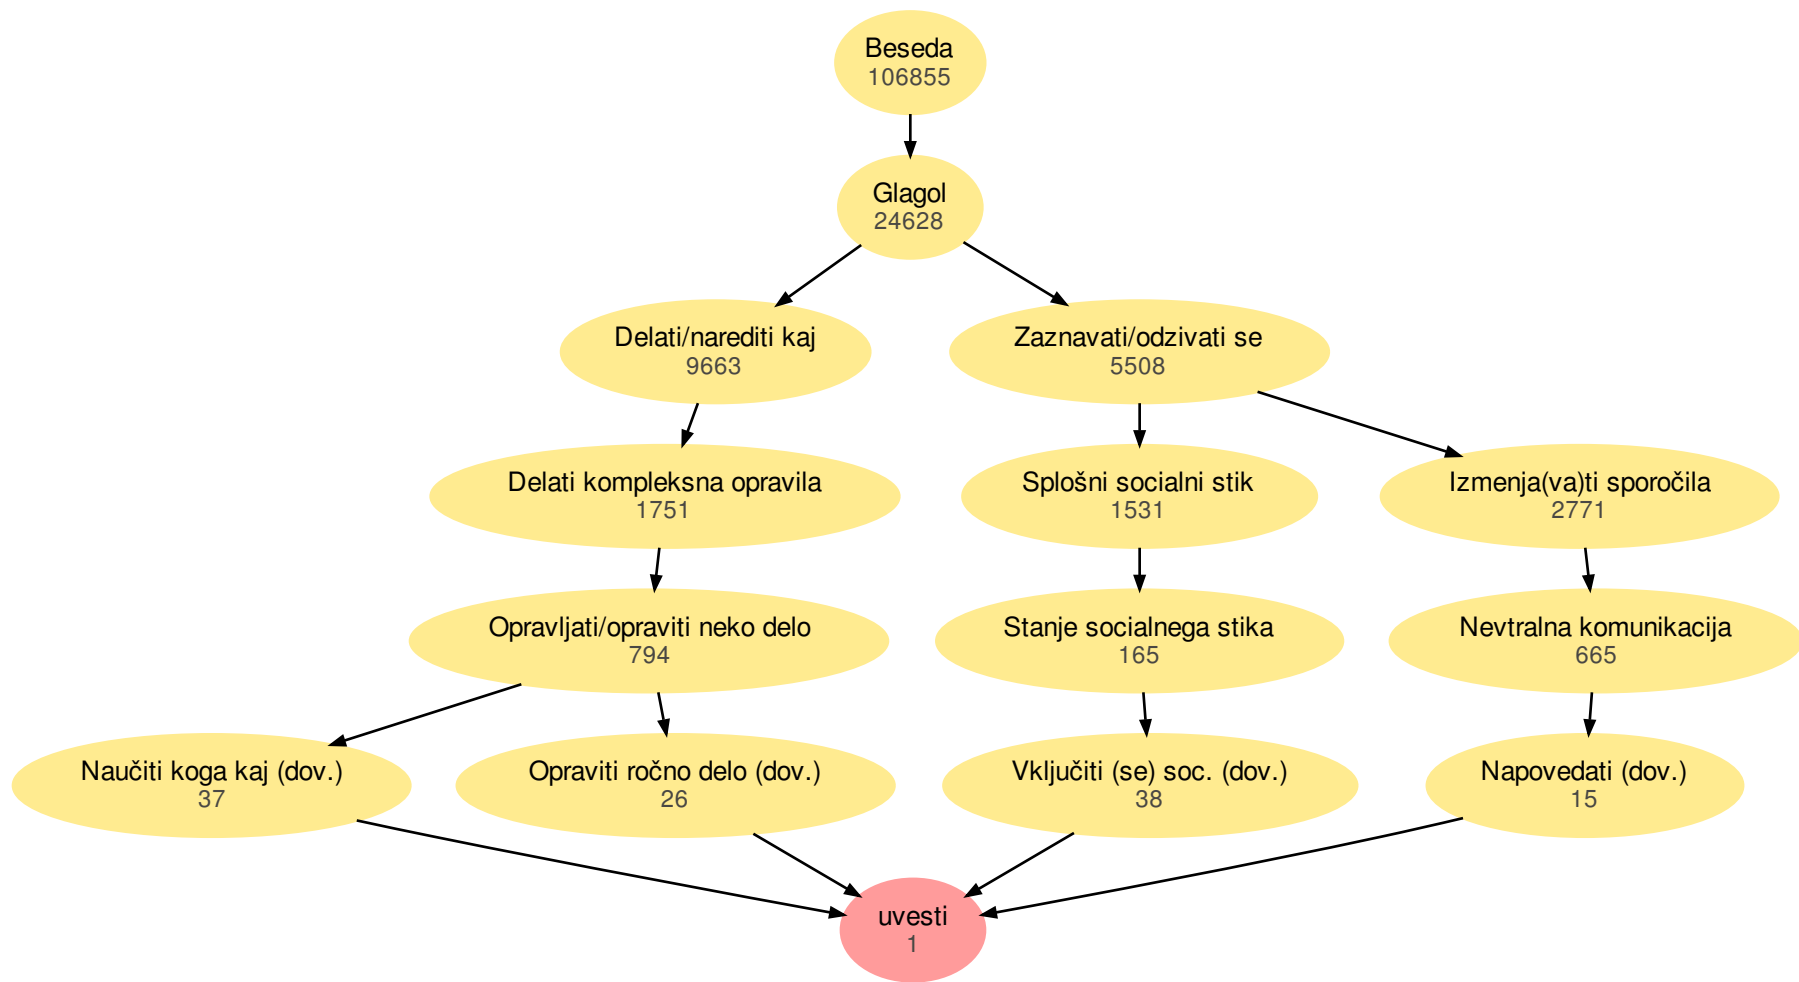 Beseda
106855
Glagol
24628
Delati/narediti kaj
9663
Zaznavati/odzivati se
5508
Delati kompleksna opravila
1751
Splošni socialni stik
1531
Izmenja(va)ti sporočila
2771
Opravljati/opraviti neko delo
794
Stanje socialnega stika
165
Nevtralna komunikacija
665
Naučiti koga kaj (dov.)
37
Opraviti ročno delo (dov.)
26
Vključiti (se) soc. (dov.)
38
Napovedati (dov.)
15
uvesti
1